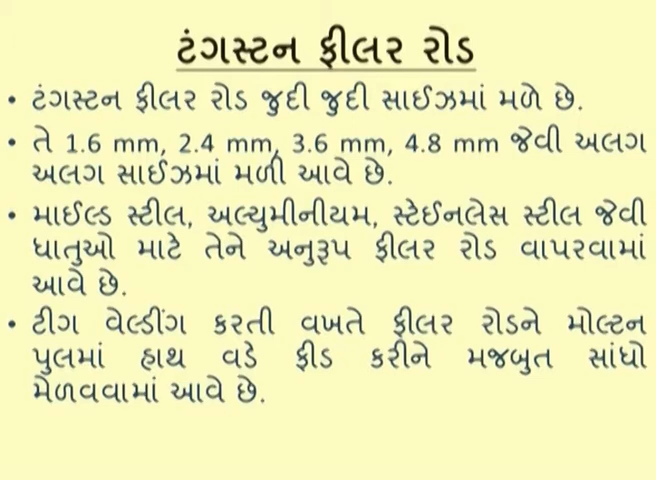 ટંગસ્ટન ફીલર રોડ
• ટંગસ્ટન ફીલર રોડ જુદી જુદી સાઈઝમાં મળે છે.
• તે 1.6 mm, 2.4 mm, 3.6 mm, 4.8 mm જેવી અલગ
અલગ સાઈઝમાં મળી આવે છે.
• માઈલ્ડ સ્ટીલ, અલ્યુમીનીયમ, સ્ટેઈનલેસ સ્ટીલ જેવી
ધાતુઓ માટે તેને અનુરૂપ ફીલર રોડ વાપરવામાં
આવે છે.
• ટીગ વેલ્ડીંગ કરતી વખતે ફીલર રોડને મોલ્ટન
પુલમાં હાથ વડે ફીડ કરીને મજબુત સાંધો
મેળવવામાં આવે છે.